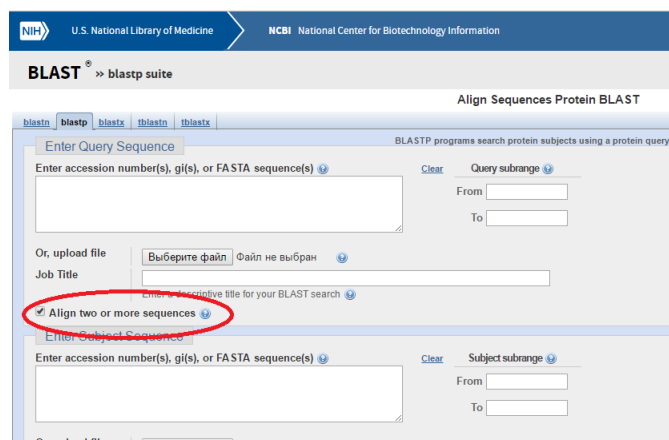 NIH U.S. National Library of Medicine NCBI National Center for Biotechnology Information
BLAST ® » blastp suite
Align Sequences Protein BLAST
blastn blastp blastx tblastn tblastx
Enter Query Sequence BLASTP programs search protein subjects using a protein query
Enter accession number(s), gi(s), or FASTA sequence(s) Clear Query subrange
From
To
Or, upload file Выберите файл Файл не выбран
Job Title
Enter a descriptive title for your BLAST search
Align two or more sequences
Enter Subject Sequence
Enter accession number(s), gi(s), or FASTA sequence(s) Clear Subject subrange
From
To